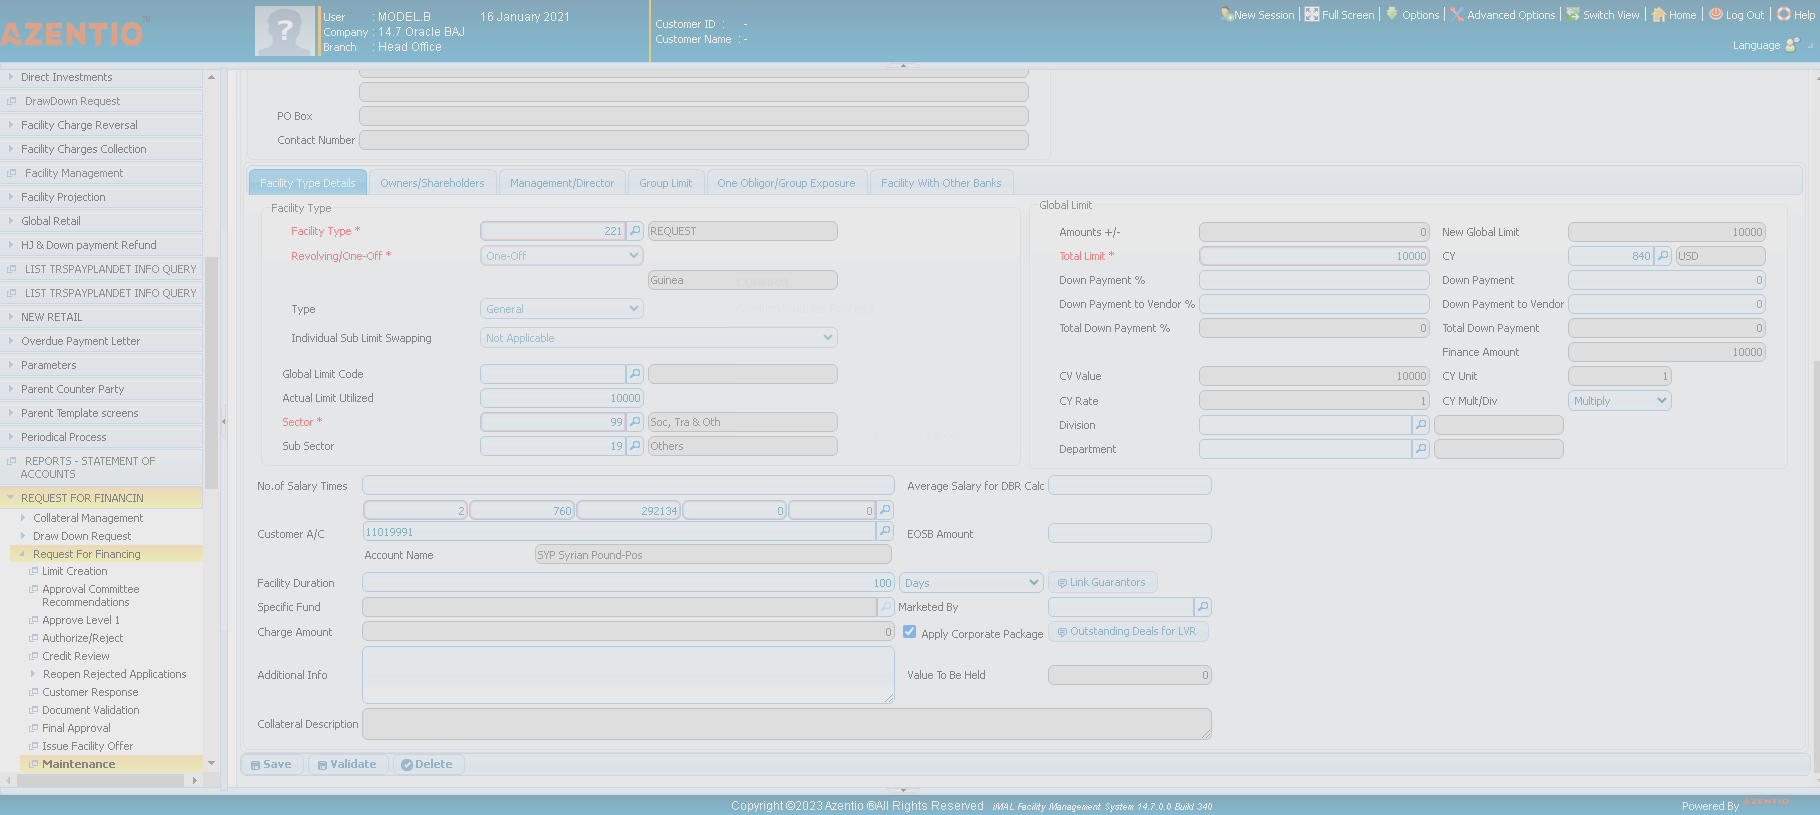 AZENTIO
User : MODEL.B 16 January 2021
Company : 14.7 Oracle BAJ
Branch : Head Office
Customer ID : -
Customer Name : -
New Session Full Screen Options Advanced Options Switch View Home Log Out Help
Language
Direct Investments
DrawDown Request
Facility Charge Reversal
Facility Charges Collection
Facility Management
Facility Projection
Global Retail
HJ & Down payment Refund
LIST TRSPAYPLANDET INFO QUERY
LIST TRSPAYPLANDET INFO QUERY
NEW RETAIL
Overdue Payment Letter
Parameters
Parent Counter Party
Parent Template screens
Periodical Process
REPORTS - STATEMENT OF
ACCOUNTS
REQUEST FOR FINANCIN
Collateral Management
Draw Down Request
Request For Financing
Limit Creation
Approval Committee
Recommendations
Approve Level 1
Authorize/Reject
Credit Review
Reopen Rejected Applications
Customer Response
Document Validation
Final Approval
Issue Facility Offer
Maintenance
PO Box
Contact Number
Facility Type Details Owners/Shareholders Management/Director Group Limit One Obligor/Group Exposure Facility With Other Banks
Facility Type
Facility Type * 221 REQUEST
Revolving/One-Off * One-Off
Guinea
Type General
Individual Sub Limit Swapping Not Applicable
Global Limit Code
Actual Limit Utilized 10000
Sector * 99 Soc, Tra & Oth
Sub Sector 19 Others
Global Limit
Amounts +/- 0 New Global Limit 10000
Total Limit * 10000 CY 840 USD
Down Payment % Down Payment 0
Down Payment to Vendor % Down Payment to Vendor 0
Total Down Payment % 0 Total Down Payment 0
Finance Amount 10000
CV Value 10000 CY Unit 1
CY Rate 1 CY Mult/Div Multiply
Division
Department
No.of Salary Times Average Salary for DBR Calc
2 760 292134 0 0
Customer A/C 11019991 EOSB Amount
Account Name SYP Syrian Pound-Pos
Facility Duration 100 Days Link Guarantors
Specific Fund Marketed By
Charge Amount 0 Apply Corporate Package Outstanding Deals for LVR
Additional Info Value To Be Held 0
Collateral Description
Save Validate Delete
Copyright ©2023 Azentio ®All Rights Reserved iMAL Facility Management System 14.7.0.0 Build 340
Powered By AZENTIO